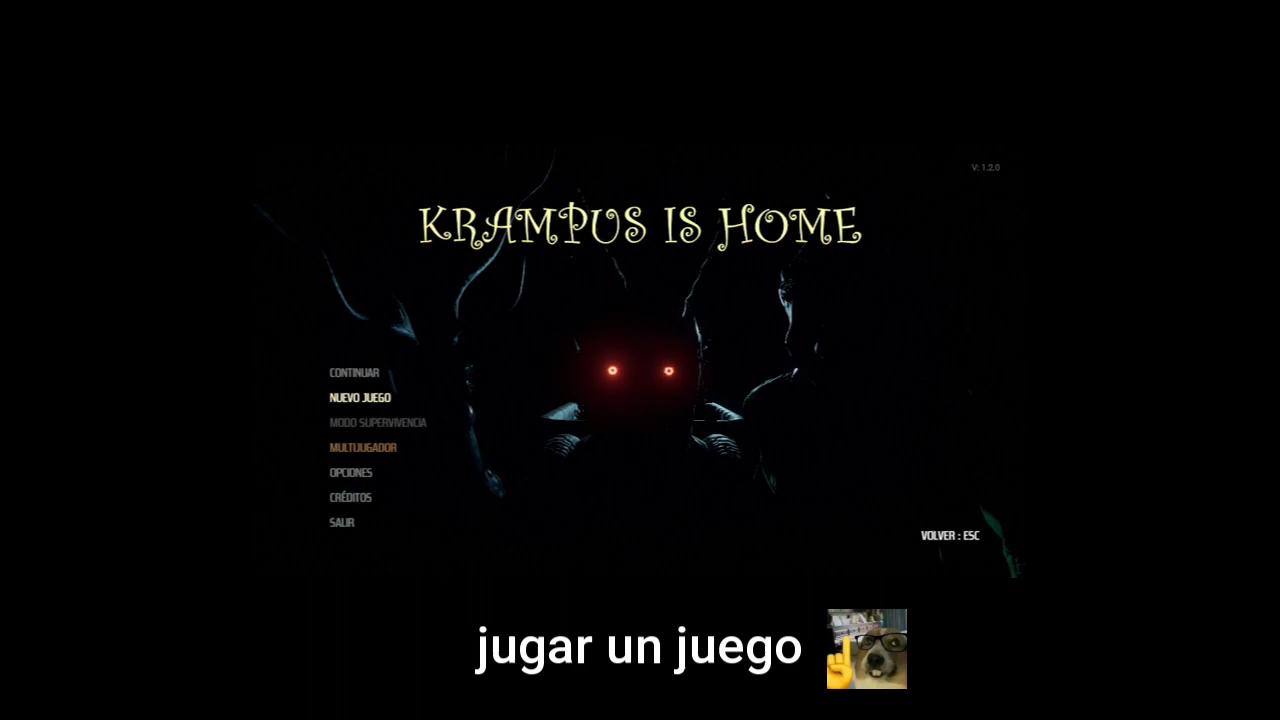 V: 1.2.0
KRAMPUS IS HOME
CONTINUAR
NUEVO JUEGO
MODO SUPERVIVENCIA
MULTIJUGADOR
OPCIONES
CRÉDITOS
SALIR
VOLVER : ESC
jugar un juego